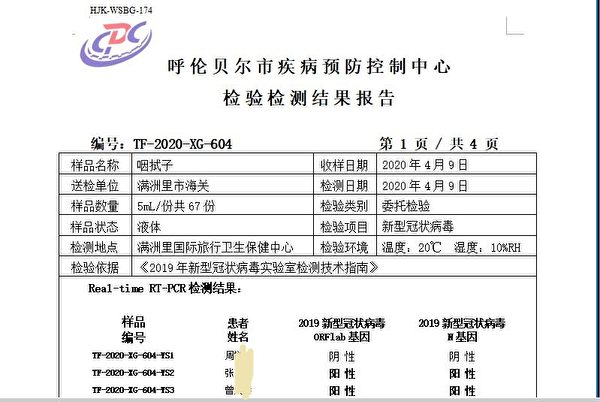 HJK-WSBG-174
CDC
呼伦贝尔市疾病预防控制中心
检验检测结果报告
编号：TF-2020-XG-604 第 1 页 / 共 4 页
样品名称 咽拭子 收样日期 2020 年 4 月 9 日
送检单位 满洲里市海关 检测日期 2020 年 4 月 9 日
样品数量 5mL/份共 67 份 检验类别 委托检验
样品状态 液体 检验项目 新型冠状病毒
检测地点 满洲里国际旅行卫生保健中心 检验环境 温度：20℃ 湿度：10%RH
检验依据 《2019 年新型冠状病毒实验室检测技术指南》
Real-time RT-PCR 检测结果：
样品 患者 2019 新型冠状病毒 2019 新型冠状病毒
编号 姓名 ORFlab 基因 N 基因
TF-2020-XG-604-YS1 周 阴 性 阴 性
TF-2020-XG-604-YS2 张 阳 性 阳 性
TF-2020-XG-604-YS3 曾 阳 性 阳 性